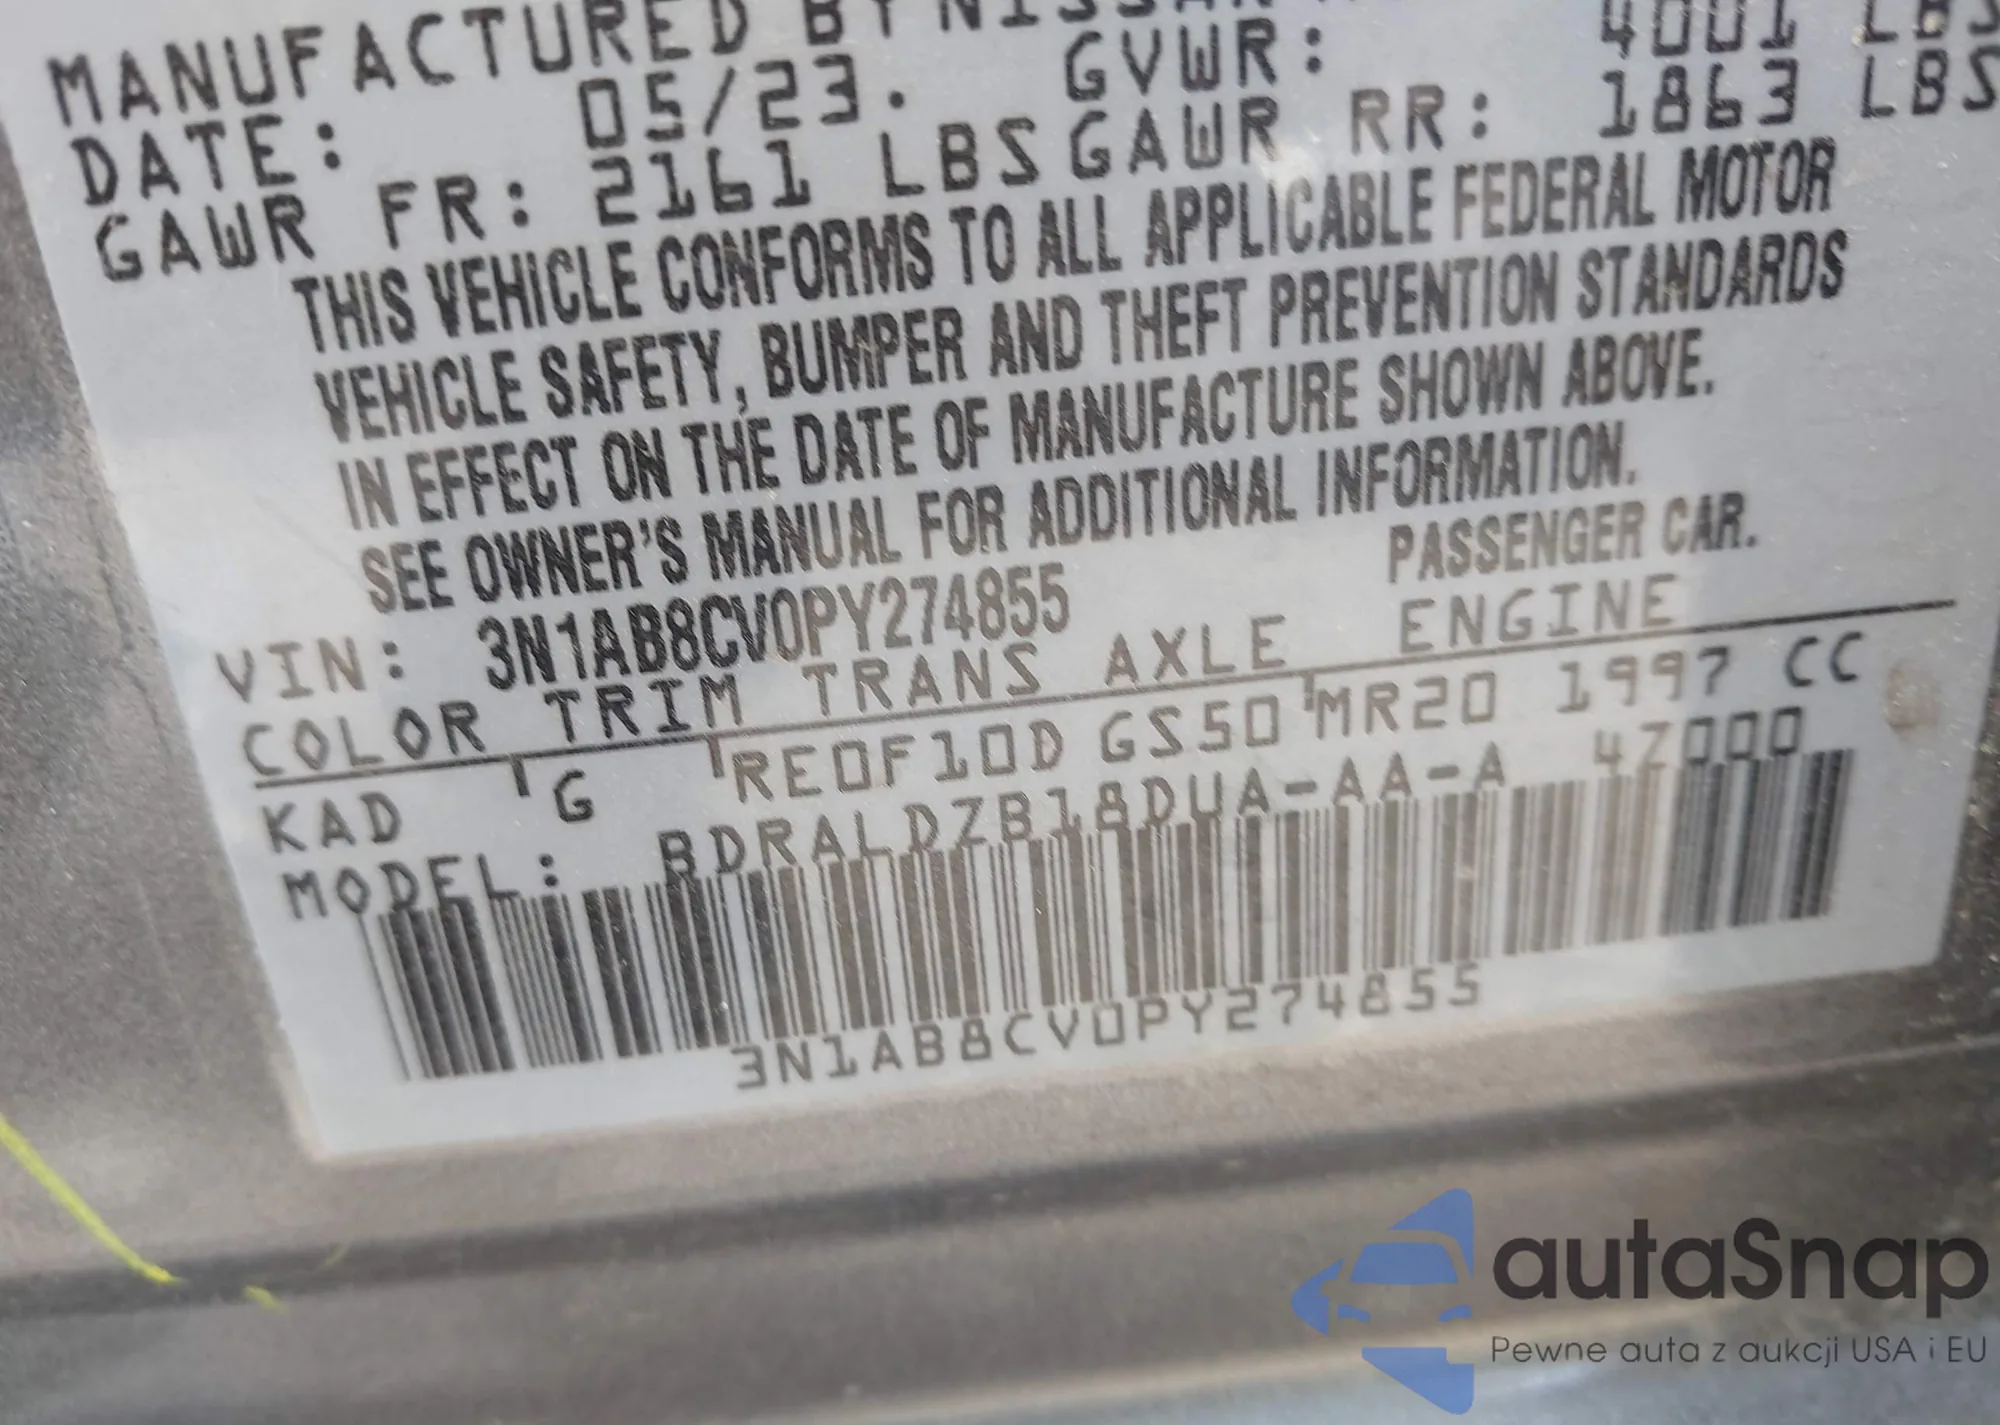 MANUFACTURED BY NISSAN
DATE: 05/23. GVWR: 4001 LBS
GAWR FR: 2161 LBS GAWR RR: 1863 LBS
THIS VEHICLE CONFORMS TO ALL APPLICABLE FEDERAL MOTOR
VEHICLE SAFETY, BUMPER AND THEFT PREVENTION STANDARDS
IN EFFECT ON THE DATE OF MANUFACTURE SHOWN ABOVE.
SEE OWNER'S MANUAL FOR ADDITIONAL INFORMATION.
VIN: 3N1AB8CV0PY274855 PASSENGER CAR.
COLOR TRIM TRANS AXLE ENGINE
KAD G RE0F10D GS50 MR20 1997 CC
MODEL: BDRALDZB18DUA-AA-A 4Z000
3N1AB8CV0PY274855
autaSnap
Pewne auta z aukcji USA i EU